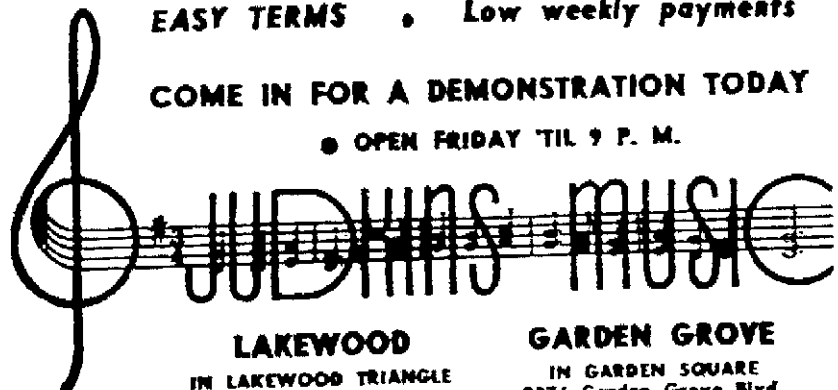 EASY TERMS • Low weekly payments
COME IN FOR A DEMONSTRATION TODAY
• OPEN FRIDAY 'TIL 9 P. M.
JUDKINS MUSIC
LAKEWOOD
IN LAKEWOOD TRIANGLE
GARDEN GROVE
IN GARDEN SQUARE
Garden Grove Blvd.